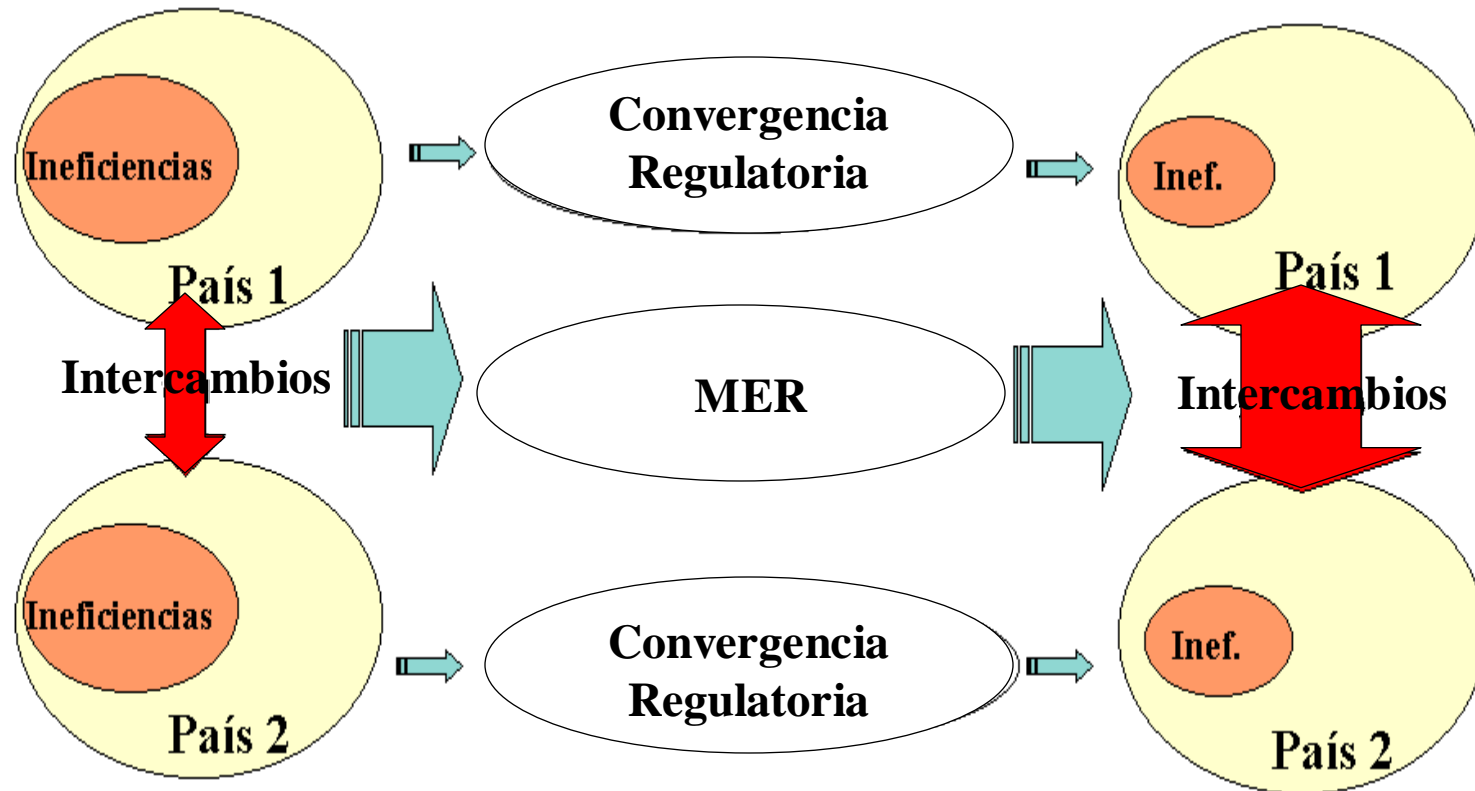 Ineficiencias
País 1
Convergencia
Regulatoria
Inef.
País 1
Intercambios
MER
Intercambios
Ineficiencias
País 2
Convergencia
Regulatoria
Inef.
País 2